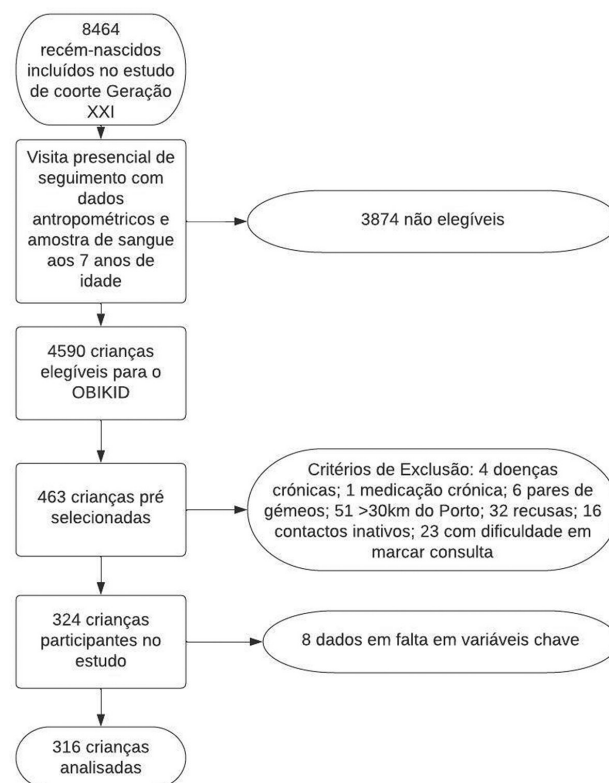 8464
recém-nascidos
incluídos no estudo
de coorte Geração
XXI
Visita presencial de
seguimento com
dados
antropométricos e
amostra de sangue
aos 7 anos de
idade
3874 não elegíveis
4590 crianças
elegíveis para o
OBIKID
463 crianças pré
selecionadas
Critérios de Exclusão: 4 doenças
crónicas; 1 medicação crónica; 6 pares de
gémeos; 51 >30km do Porto; 32 recusas; 16
contactos inativos; 23 com dificuldade em
marcar consulta
324 crianças
participantes no
estudo
8 dados em falta em variáveis chave
316 crianças
analisadas